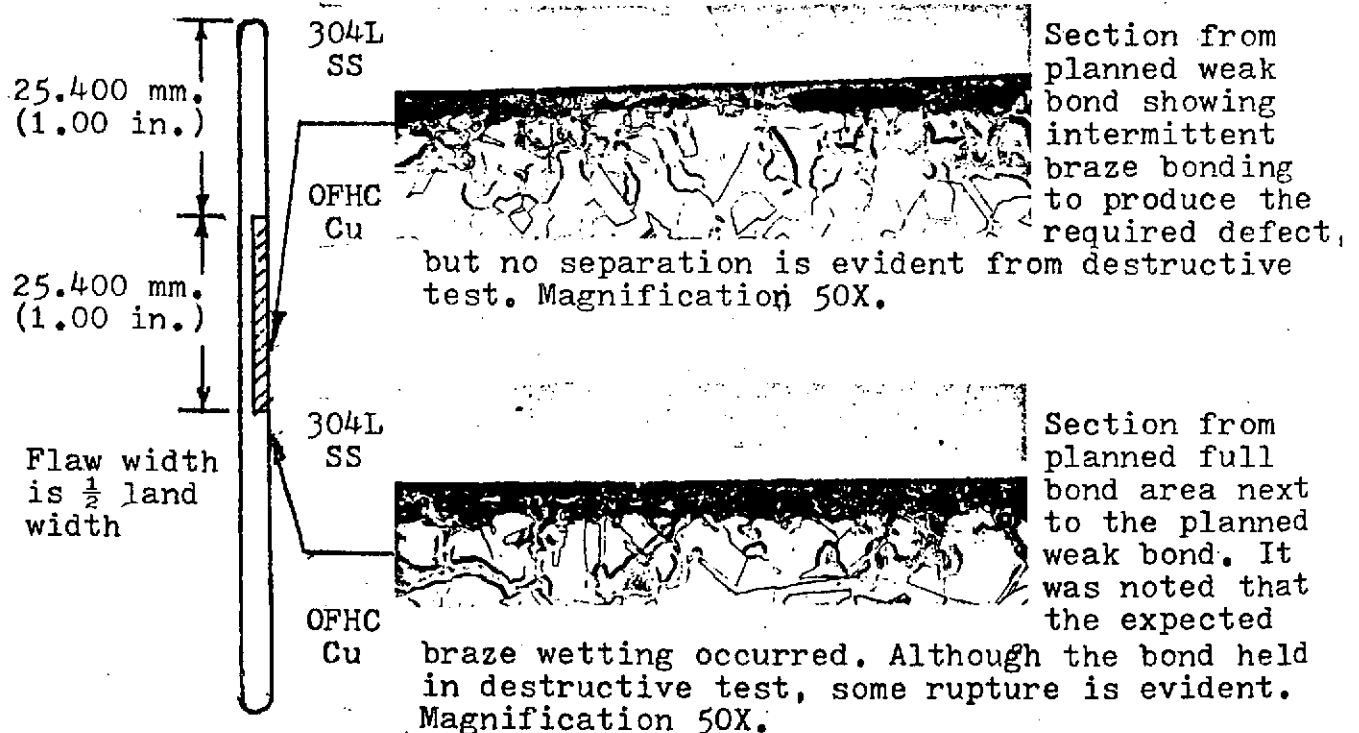 25.400 mm.
(1.00 in.)
25.400 mm.
(1.00 in.)
Flaw width
is ½ land
width
304L
SS
OFHC
Cu
Section from
planned weak
bond showing
intermittent
braze bonding
to produce the
required defect,
but no separation is evident from destructive
test. Magnification 50X.
304L
SS
OFHC
Cu
Section from
planned full
bond area next
to the planned
weak bond. It
was noted that
the expected
braze wetting occurred. Although the bond held
in destructive test, some rupture is evident.
Magnification 50X.